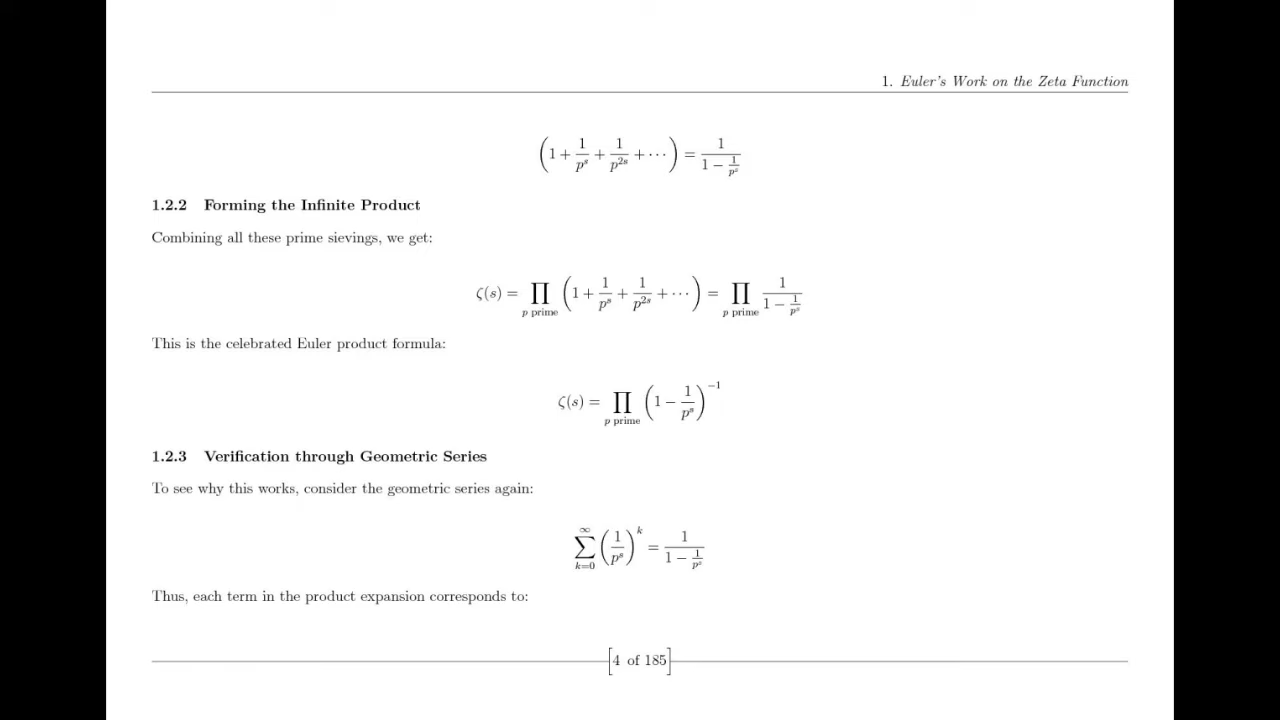 1. Euler's Work on the Zeta Function
(1 + 1/p^s + 1/p^{2s} + ···) = 1/(1 − 1/p^s)
1.2.2 Forming the Infinite Product
Combining all these prime sievings, we get:
ζ(s) = ∏_{p prime} (1 + 1/p^s + 1/p^{2s} + ···) = ∏_{p prime} 1/(1 − 1/p^s)
This is the celebrated Euler product formula:
ζ(s) = ∏_{p prime} (1 − 1/p^s)^{−1}
1.2.3 Verification through Geometric Series
To see why this works, consider the geometric series again:
∑_{k=0}^{∞} (1/p^s)^k = 1/(1 − 1/p^s)
Thus, each term in the product expansion corresponds to:
[4 of 185]